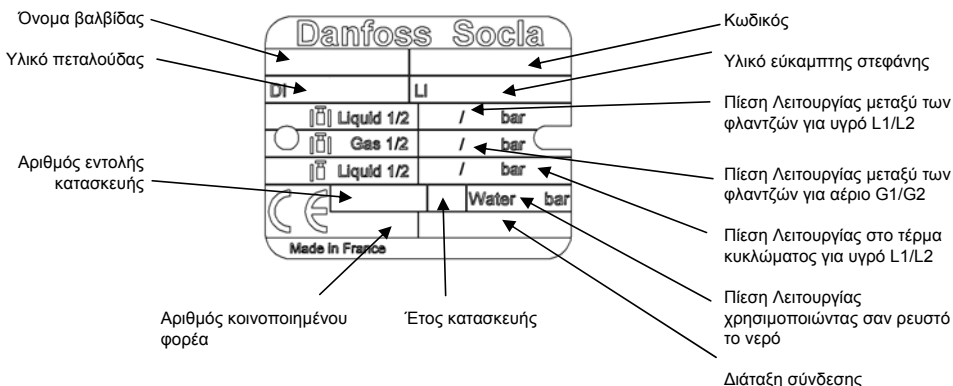 Όνομα βαλβίδας
Υλικό πεταλούδας
Αριθμός εντολής
κατασκευής
Danfoss Socla
DI
LI
Liquid 1/2 / bar
Gas 1/2 / bar
Liquid 1/2 / bar
CE
Water bar
Made in France
Κωδικός
Υλικό εύκαμπτης στεφάνης
Πίεση Λειτουργίας μεταξύ των
φλαντζών για υγρό L1/L2
Πίεση Λειτουργίας μεταξύ των
φλαντζών για αέριο G1/G2
Πίεση Λειτουργίας στο τέρμα
κυκλώματος για υγρό L1/L2
Πίεση Λειτουργίας
χρησιμοποιώντας σαν ρευστό
το νερό
Διάταξη σύνδεσης
Αριθμός κοινοποιημένου
φορέα
Έτος κατασκευής